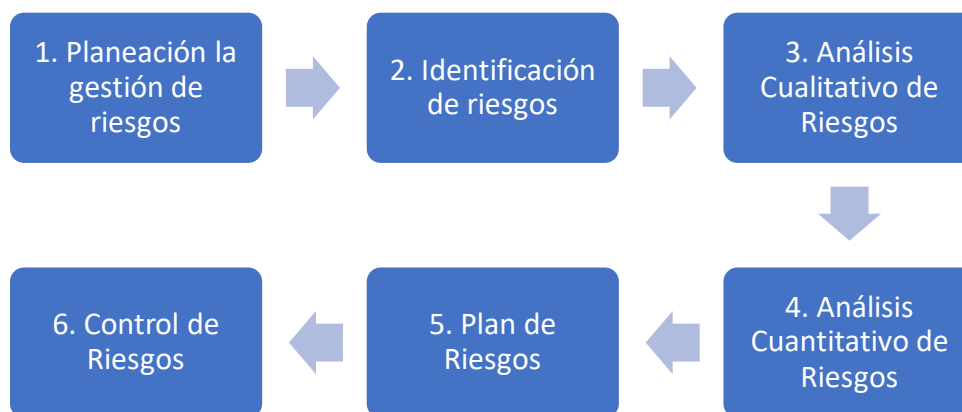 1. Planeación la
gestión de
riesgos
2. Identificación
de riesgos
3. Análisis
Cualitativo de
Riesgos
4. Análisis
Cuantitativo de
Riesgos
5. Plan de
Riesgos
6. Control de
Riesgos